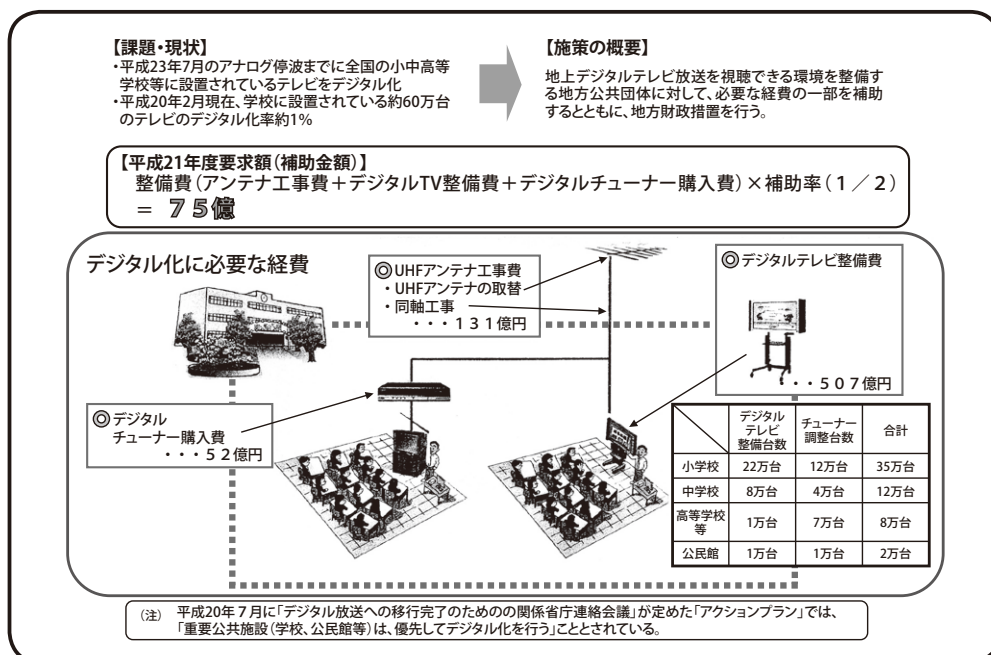 【課題・現状】
・平成23年7月のアナログ停波までに全国の小中高等
学校等に設置されているテレビをデジタル化
・平成20年2月現在、学校に設置されている約60万台
のテレビのデジタル化率約1%
【施策の概要】
地上デジタルテレビ放送を視聴できる環境を整備す
る地方公共団体に対して、必要な経費の一部を補助
するとともに、地方財政措置を行う。
【平成21年度要求額(補助金額)】
整備費(アンテナ工事費+デジタルTV整備費+デジタルチューナー購入費)×補助率(1/2)
= 75億
デジタル化に必要な経費
◎UHFアンテナ工事費
・UHFアンテナの取替
・同軸工事
・・・131億円
◎デジタルテレビ整備費
・・507億円
◎デジタル
チューナー購入費
・・・52億円
デジタル
テレビ
整備台数
チューナー
調整台数
合計
小学校 22万台 12万台 35万台
中学校 8万台 4万台 12万台
高等学校
等 1万台 7万台 8万台
公民館 1万台 1万台 2万台
(注) 平成20年7月に「デジタル放送への移行完了のためのの関係省庁連絡会議」が定めた「アクションプラン」では、
「重要公共施設(学校、公民館等)は、優先してデジタル化を行う」こととされている。